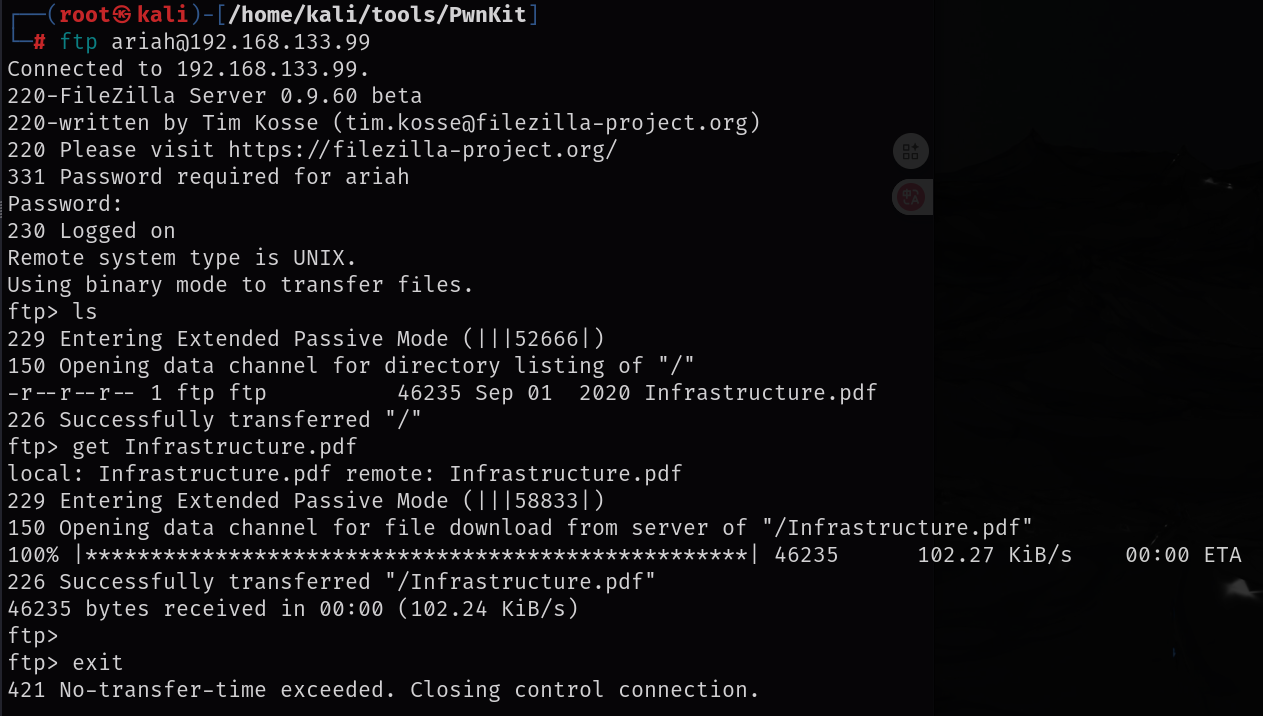 ┌──(root㉿kali)-[/home/kali/tools/PwnKit]
└─# ftp ariah@192.168.133.99
Connected to 192.168.133.99.
220-FileZilla Server 0.9.60 beta
220-written by Tim Kosse (tim.kosse@filezilla-project.org)
220 Please visit https://filezilla-project.org/
331 Password required for ariah
Password:
230 Logged on
Remote system type is UNIX.
Using binary mode to transfer files.
ftp> ls
229 Entering Extended Passive Mode (|||52666|)
150 Opening data channel for directory listing of "/"
-r--r--r-- 1 ftp ftp          46235 Sep 01  2020 Infrastructure.pdf
226 Successfully transferred "/"
ftp> get Infrastructure.pdf
local: Infrastructure.pdf remote: Infrastructure.pdf
229 Entering Extended Passive Mode (|||58833|)
150 Opening data channel for file download from server of "/Infrastructure.pdf"
100% |***************************************************| 46235      102.27 KiB/s    00:00 ETA
226 Successfully transferred "/Infrastructure.pdf"
46235 bytes received in 00:00 (102.24 KiB/s)
ftp>
ftp> exit
421 No-transfer-time exceeded. Closing control connection.